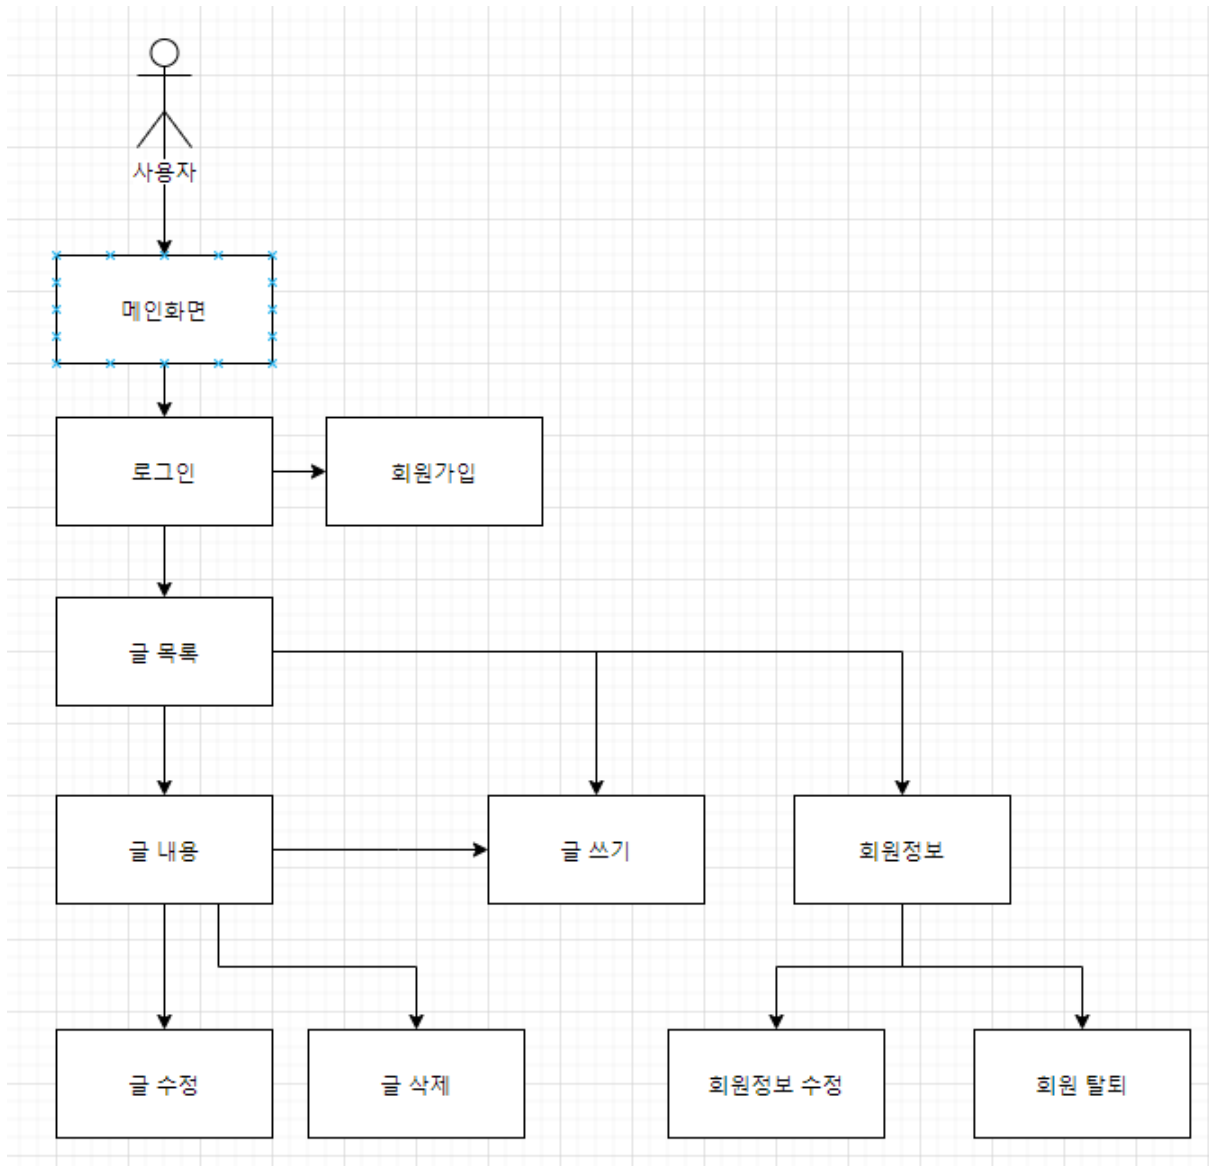 사용자
메인화면
로그인
회원가입
글 목록
글 내용
글 쓰기
회원정보
글 수정
글 삭제
회원정보 수정
회원 탈퇴